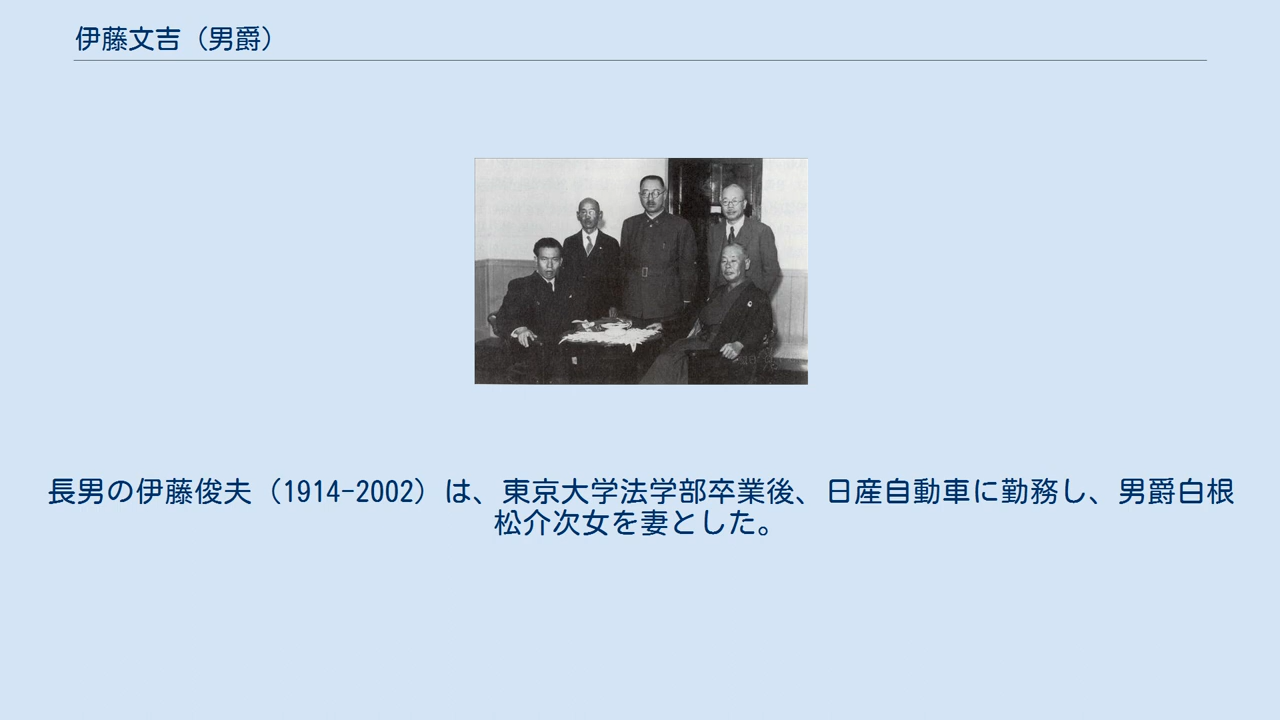 伊藤文吉（男爵）
長男の伊藤俊夫（1914-2002）は、東京大学法学部卒業後、日産自動車に勤務し、男爵白根
松介次女を妻とした。